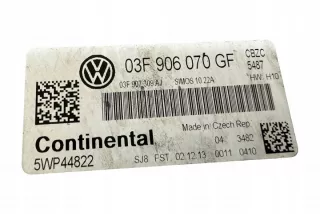 03F 906 070 GF
CBZC
5487
03F 907 309 AJ
SIMOS 10.22A
HW: H10
Continental
Made in Czech Rep.
04 3482
5WP44822
SJ8 FST 02.12.13 0011 0410